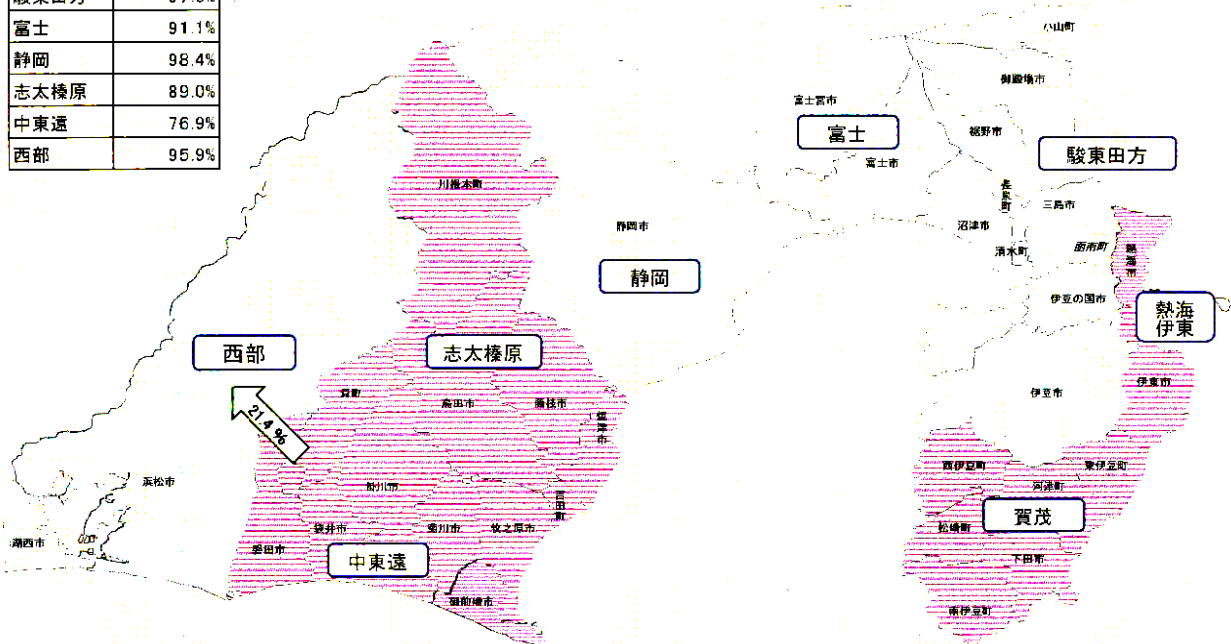 駿東田方
富士 91.1%
静岡 98.4%
志太榛原 89.0%
中東遠 76.9%
西部 95.9%
小山町
御殿場市
富士宮市
富士
裾野市
駿東田方
富士市
川根本町
長泉町
三島市
静岡市
沼津市
函南町
清水町
熱海市
静岡
伊豆の国市
熱海
伊東
西部
志太榛原
伊東市
伊豆市
島田市
藤枝市
焼津市
21.4%
西伊豆町
東伊豆町
浜松市
掛川市
河津町
吉田町
賀茂
松崎町
袋井市
菊川市
牧之原市
湖西市
磐田市
中東遠
下田市
御前崎市
南伊豆町